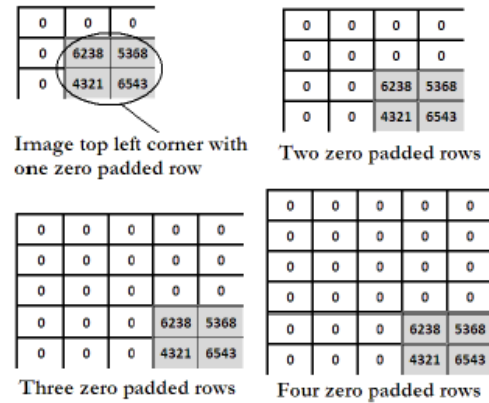 0 0 0
0 6238 5368
0 4321 6543
Image top left corner with
one zero padded row
0 0 0 0
0 0 0 0
0 0 6238 5368
0 0 4321 6543
Two zero padded rows
0 0 0 0 0
0 0 0 0 0
0 0 0 0 0
0 0 0 6238 5368
0 0 0 4321 6543
Three zero padded rows
0 0 0 0 0
0 0 0 0 0
0 0 0 0 0
0 0 0 0 0
0 0 0 6238 5368
0 0 0 4321 6543
Four zero padded rows